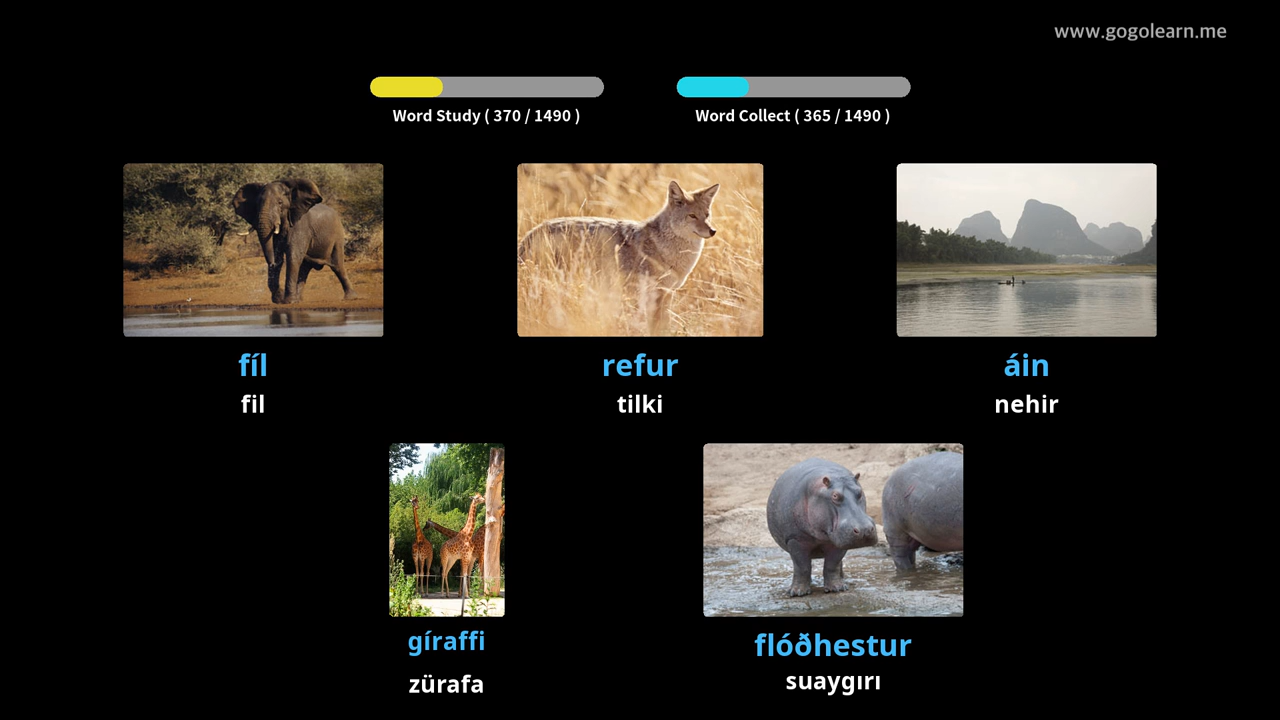 www.gogolearn.me
Word Study ( 370 / 1490 )
Word Collect ( 365 / 1490 )
fíl
fil
refur
tilki
áin
nehir
gíraffi
zürafa
flóðhestur
suaygırı